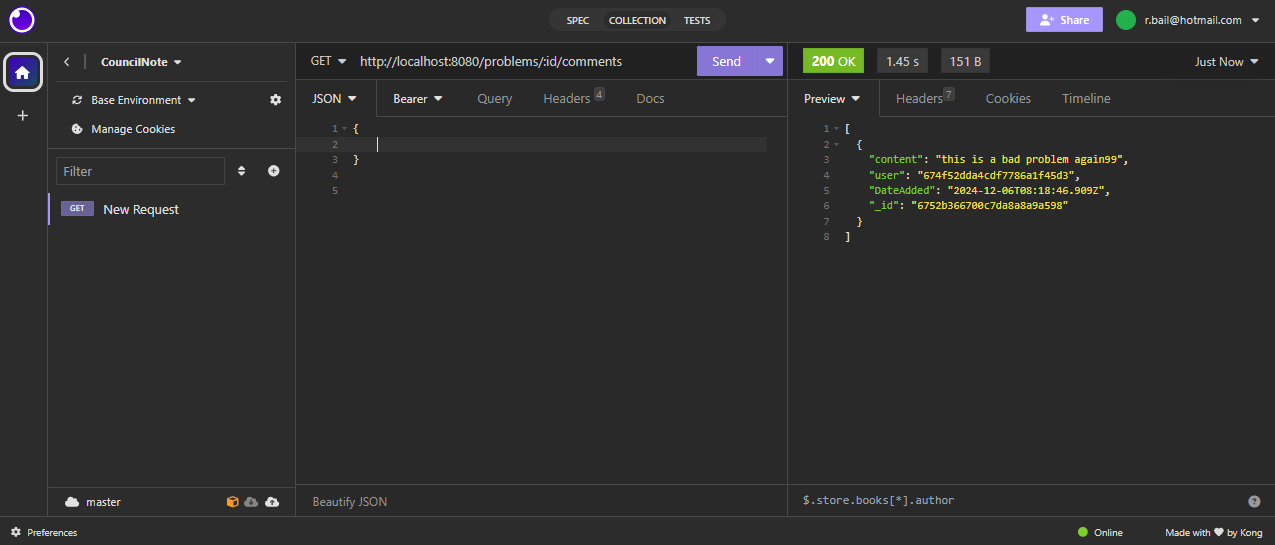 SPEC COLLECTION TESTS
Share
r.bail@hotmail.com
CouncilNote
Base Environment
Manage Cookies
Filter
GET New Request
master
GET http://localhost:8080/problems/:id/comments Send
JSON Bearer Query Headers 4 Docs
1 {
2
3 }
4
5
Beautify JSON
200 OK 1.45 s 151 B Just Now
Preview Headers 7 Cookies Timeline
1 [
2 {
3 "content": "this is a bad problem again99",
4 "user": "674f52dda4cdf7786a1f45d3",
5 "DateAdded": "2024-12-06T08:18:46.909Z",
6 "_id": "6752b366700c7da8a8a9a598"
7 }
8 ]
$.store.books[*].author
Preferences
Online
Made with ♥ by Kong